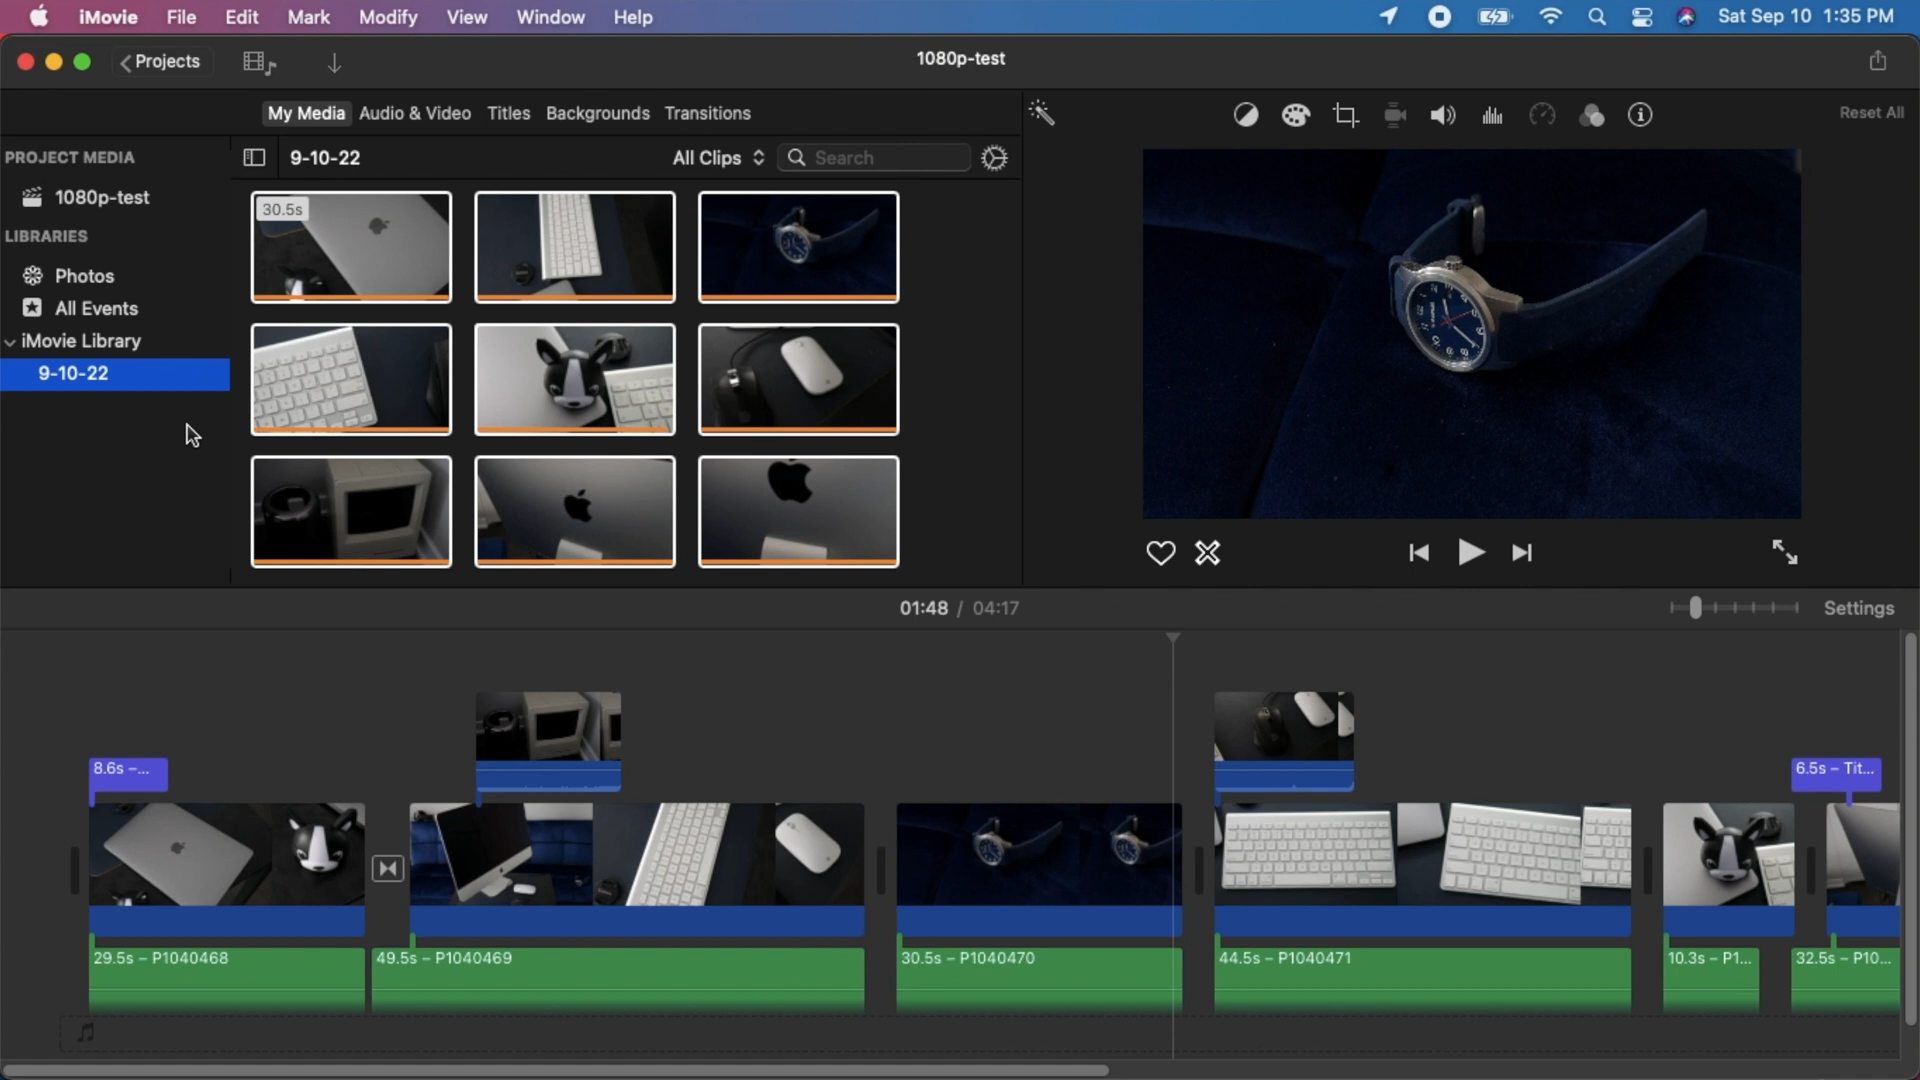 iMovie File Edit Mark Modify View Window Help Sat Sep 10 1:35 PM
Projects 1080p-test
My Media Audio & Video Titles Backgrounds Transitions Reset All
PROJECT MEDIA 9-10-22 All Clips Search
1080p-test
LIBRARIES
Photos
All Events
iMovie Library
9-10-22
30.5s
01:48 / 04:17 Settings
8.6s –... 6.5s – Tit...
29.5s – P1040468 49.5s – P1040469 30.5s – P1040470 44.5s – P1040471 10.3s – P1... 32.5s – P10...